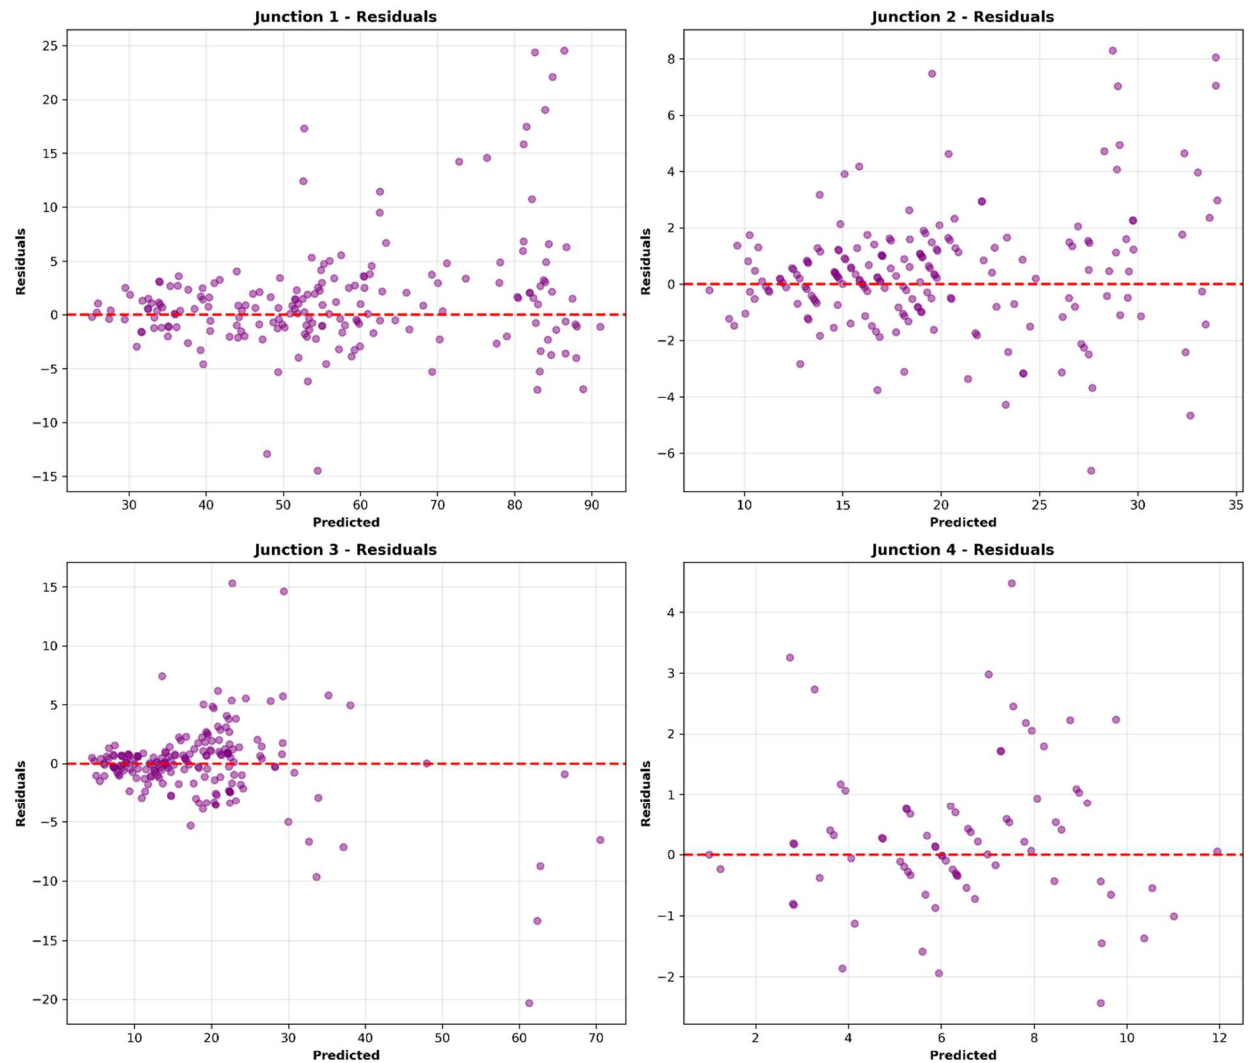 Junction 1 - Residuals
25
20
15
10
5
0
−5
−10
−15
Residuals
30 40 50 60 70 80 90
Predicted
Junction 2 - Residuals
8
6
4
2
0
−2
−4
−6
Residuals
10 15 20 25 30 35
Predicted
Junction 3 - Residuals
15
10
5
0
−5
−10
−15
−20
Residuals
10 20 30 40 50 60 70
Predicted
Junction 4 - Residuals
4
3
2
1
0
−1
−2
Residuals
2 4 6 8 10 12
Predicted